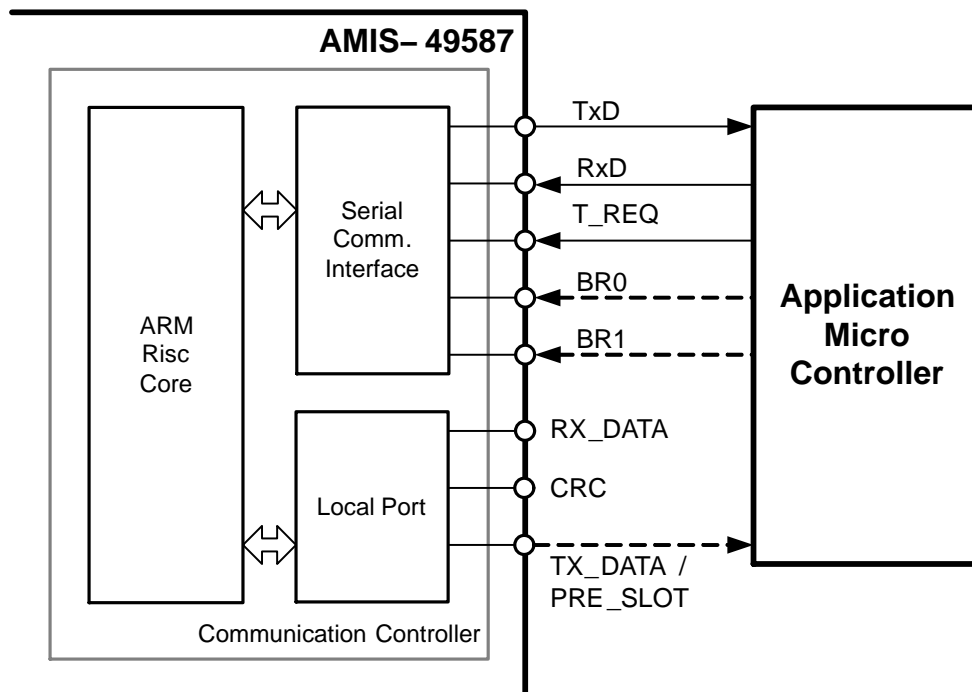 AMIS– 49587
TxD
RxD
T_REQ
BR0
BR1
Serial
Comm.
Interface
ARM
Risc
Core
Application
Micro
Controller
RX_DATA
CRC
Local Port
TX_DATA /
PRE_SLOT
Communication Controller